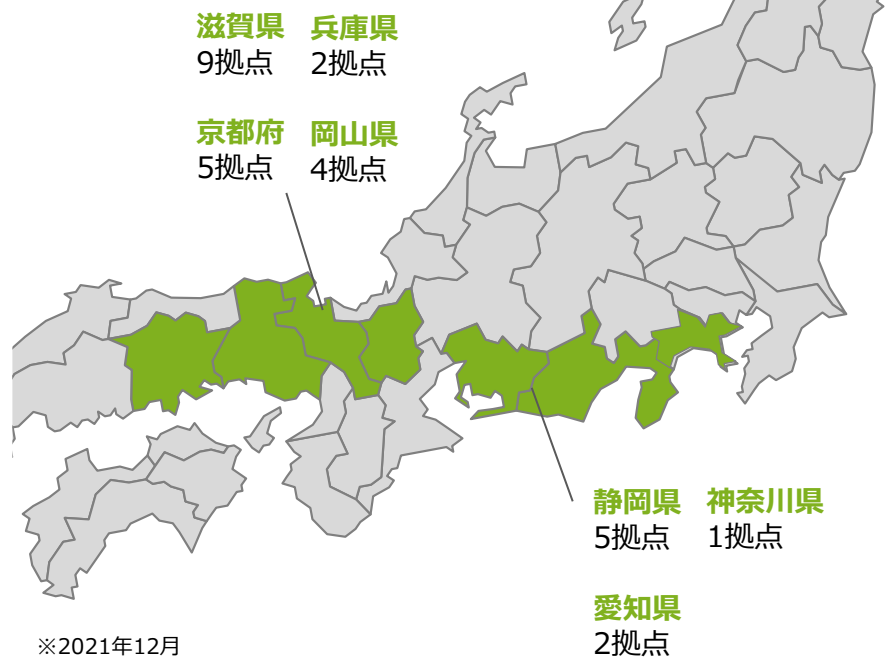 滋賀県 兵庫県
9拠点 2拠点
京都府 岡山県
5拠点 4拠点
静岡県 神奈川県
5拠点 1拠点
愛知県
2拠点
※2021年12月